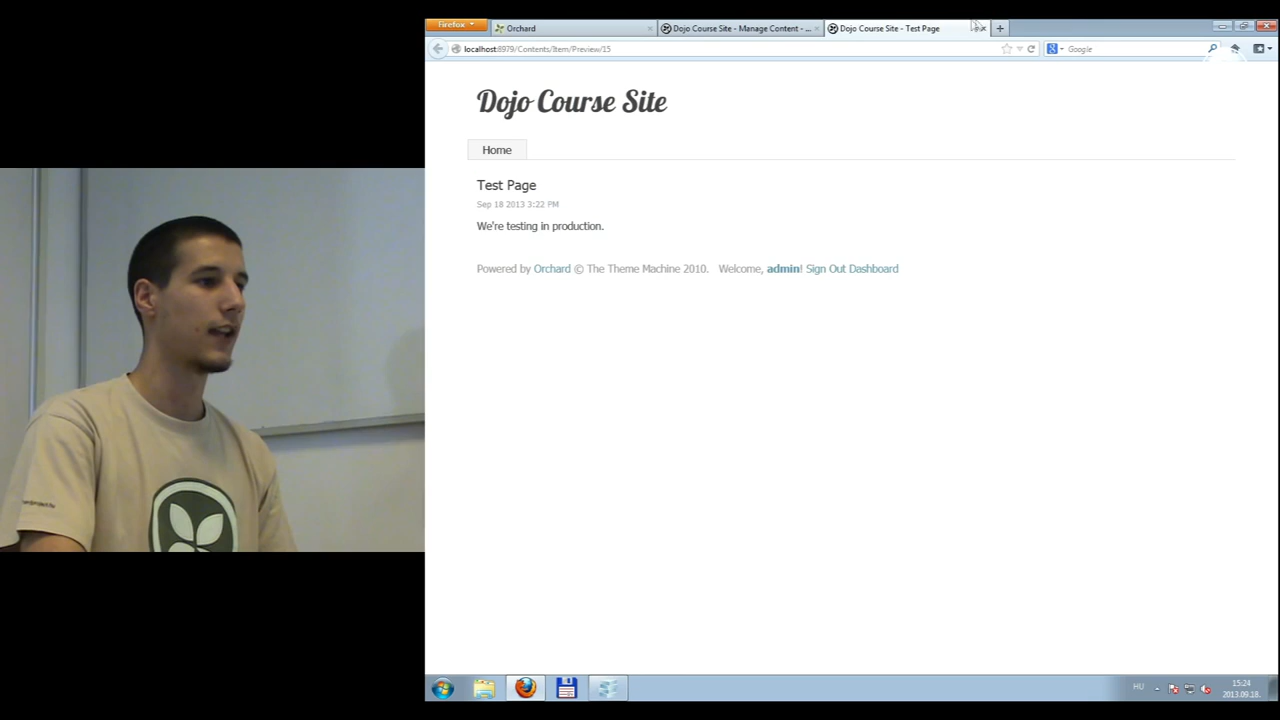 Firefox
Orchard
Dojo Course Site - Manage Content - ...
Dojo Course Site - Test Page
localhost:8979/Contents/Item/Preview/15
Google
Dojo Course Site
Home
Test Page
Sep 18 2013 3:22 PM
We're testing in production.
Powered by Orchard © The Theme Machine 2010. Welcome, admin! Sign Out Dashboard
HU
15:24
2013.09.18.